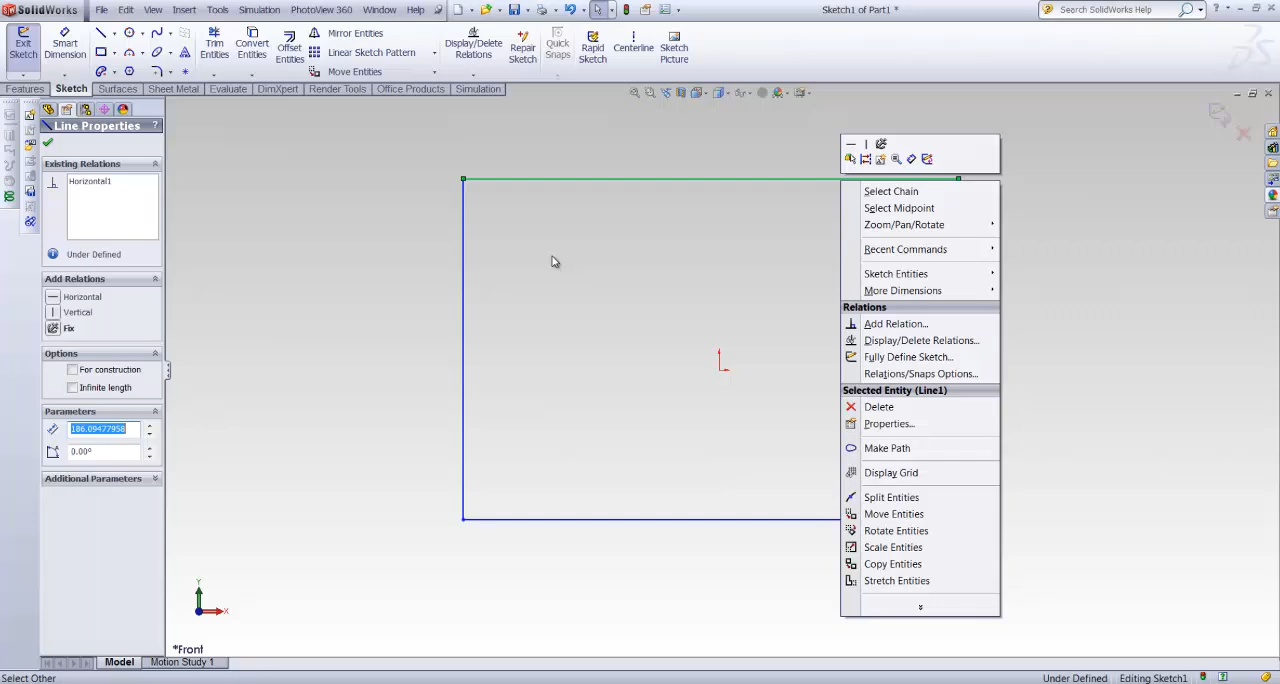 SolidWorks File Edit View Insert Tools Simulation PhotoView 360 Window Help Sketch1 of Part1 * Search SolidWorks Help
Exit Sketch
Smart Dimension
Trim Entities
Convert Entities
Offset Entities
Mirror Entities
Linear Sketch Pattern
Move Entities
Display/Delete Relations
Repair Sketch
Quick Snaps
Rapid Sketch
Centerline
Sketch Picture
Features Sketch Surfaces Sheet Metal Evaluate DimXpert Render Tools Office Products Simulation
Line Properties ?
Existing Relations
Horizontal1
Under Defined
Add Relations
Horizontal
Vertical
Fix
Options
For construction
Infinite length
Parameters
186.09477958
0.00°
Additional Parameters
Select Chain
Select Midpoint
Zoom/Pan/Rotate
Recent Commands
Sketch Entities
More Dimensions
Relations
Add Relation...
Display/Delete Relations...
Fully Define Sketch...
Relations/Snaps Options...
Selected Entity (Line1)
Delete
Properties...
Make Path
Display Grid
Split Entities
Move Entities
Rotate Entities
Scale Entities
Copy Entities
Stretch Entities
Y
X
*Front
Model Motion Study 1
Select Other Under Defined Editing Sketch1